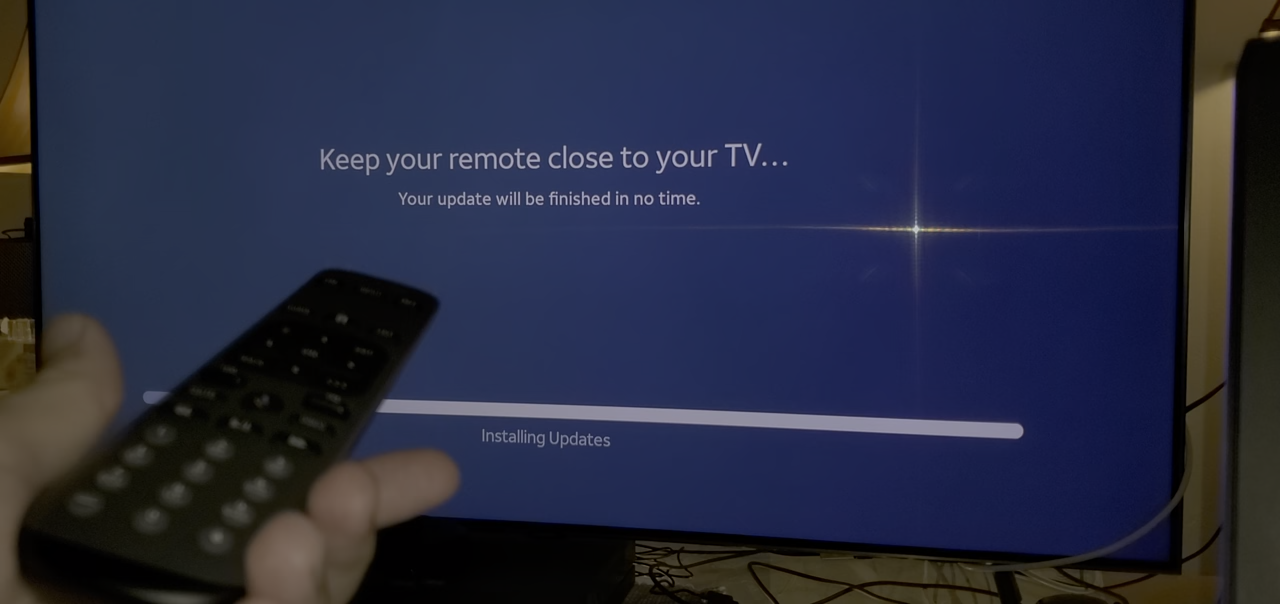 Keep your remote close to your TV...
Your update will be finished in no time.
Installing Updates